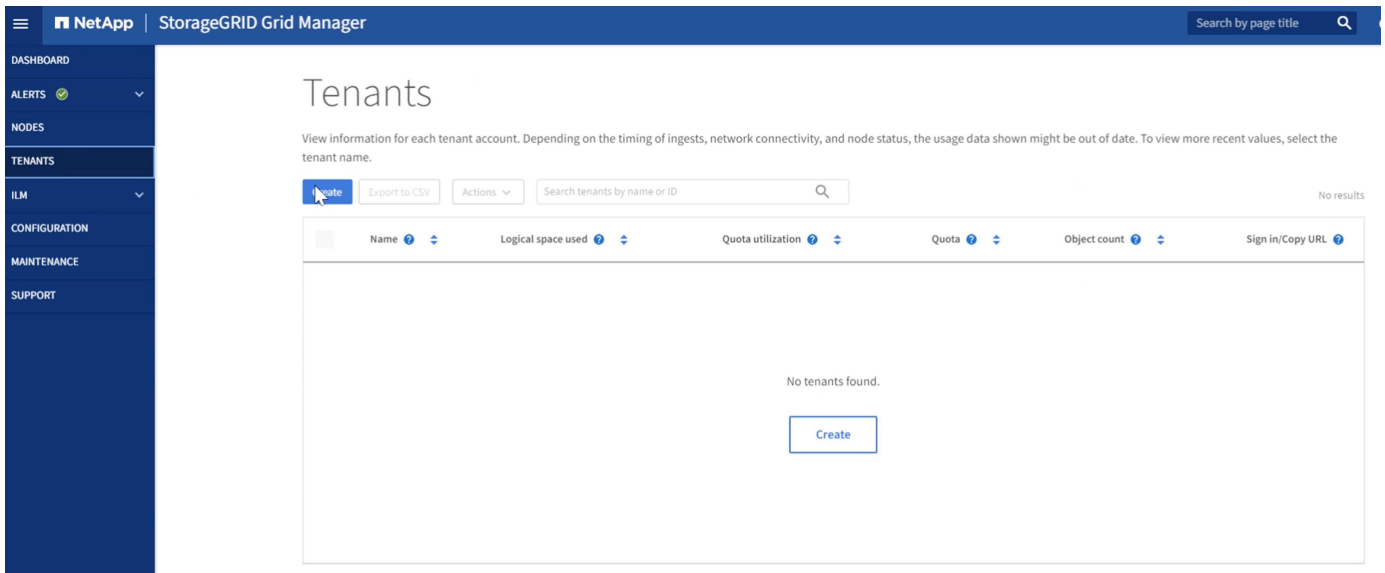 NetApp | StorageGRID Grid Manager
Search by page title
DASHBOARD
ALERTS
NODES
TENANTS
ILM
CONFIGURATION
MAINTENANCE
SUPPORT
Tenants
View information for each tenant account. Depending on the timing of ingests, network connectivity, and node status, the usage data shown might be out of date. To view more recent values, select the
tenant name.
Create Export to CSV Actions Search tenants by name or ID
No results
Name Logical space used Quota utilization Quota Object count Sign in/Copy URL
No tenants found.
Create